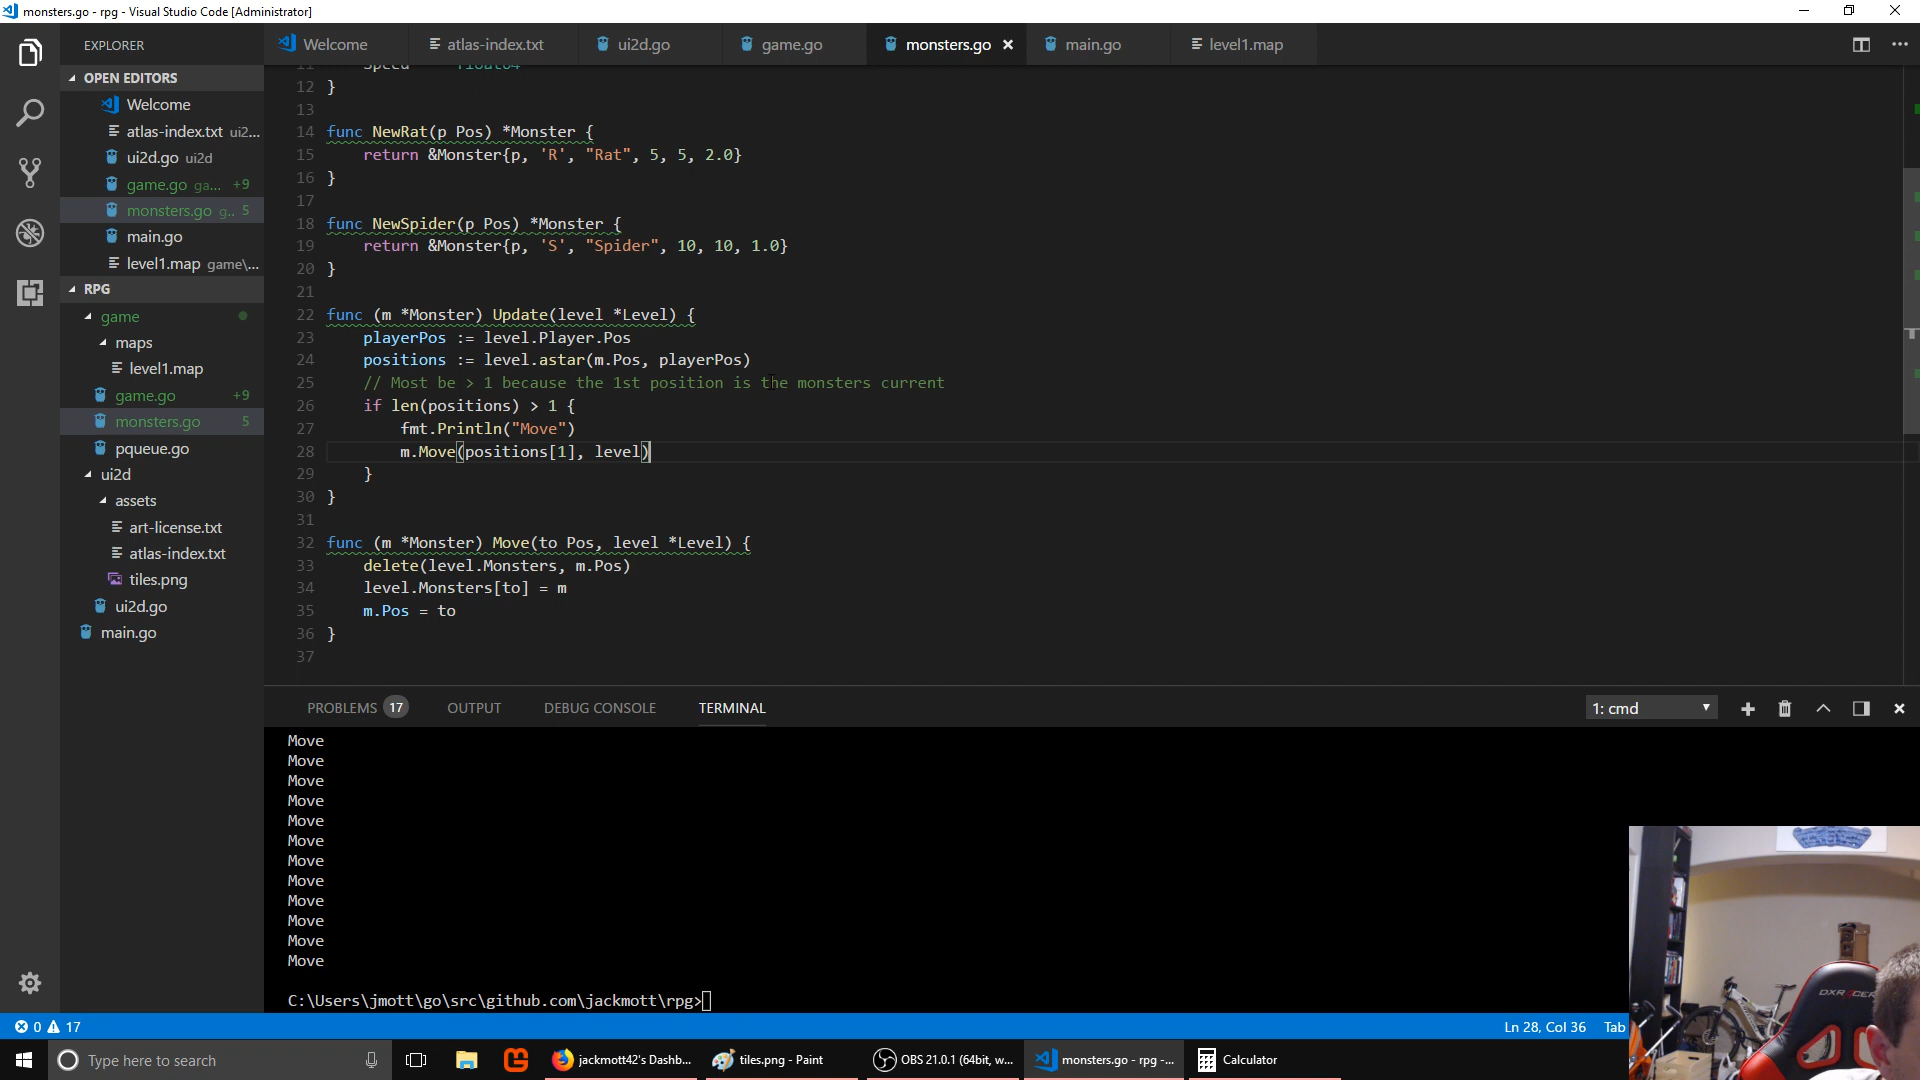 monsters.go - rpg - Visual Studio Code [Administrator]
EXPLORER
Welcome
atlas-index.txt
ui2d.go
game.go
monsters.go
main.go
level1.map
OPEN EDITORS
Welcome
atlas-index.txt ui2...
ui2d.go ui2d
game.go ga... +9
monsters.go g.. 5
main.go
level1.map game\...
RPG
game
maps
level1.map
game.go +9
monsters.go 5
pqueue.go
ui2d
assets
art-license.txt
atlas-index.txt
tiles.png
ui2d.go
main.go
11 Speed float64
12 }
13
14 func NewRat(p Pos) *Monster {
15 return &Monster{p, 'R', "Rat", 5, 5, 2.0}
16 }
17
18 func NewSpider(p Pos) *Monster {
19 return &Monster{p, 'S', "Spider", 10, 10, 1.0}
20 }
21
22 func (m *Monster) Update(level *Level) {
23 playerPos := level.Player.Pos
24 positions := level.astar(m.Pos, playerPos)
25 // Most be > 1 because the 1st position is the monsters current
26 if len(positions) > 1 {
27 fmt.Println("Move")
28 m.Move(positions[1], level)
29 }
30 }
31
32 func (m *Monster) Move(to Pos, level *Level) {
33 delete(level.Monsters, m.Pos)
34 level.Monsters[to] = m
35 m.Pos = to
36 }
37
PROBLEMS 17
OUTPUT
DEBUG CONSOLE
TERMINAL
1: cmd
Move
Move
Move
Move
Move
Move
Move
Move
Move
Move
Move
Move
C:\Users\jmott\go\src\github.com\jackmott\rpg>
0 17
Ln 28, Col 36
Tab
Type here to search
jackmott42's Dashb...
tiles.png - Paint
OBS 21.0.1 (64bit, w...
monsters.go - rpg -...
Calculator
DXRACER